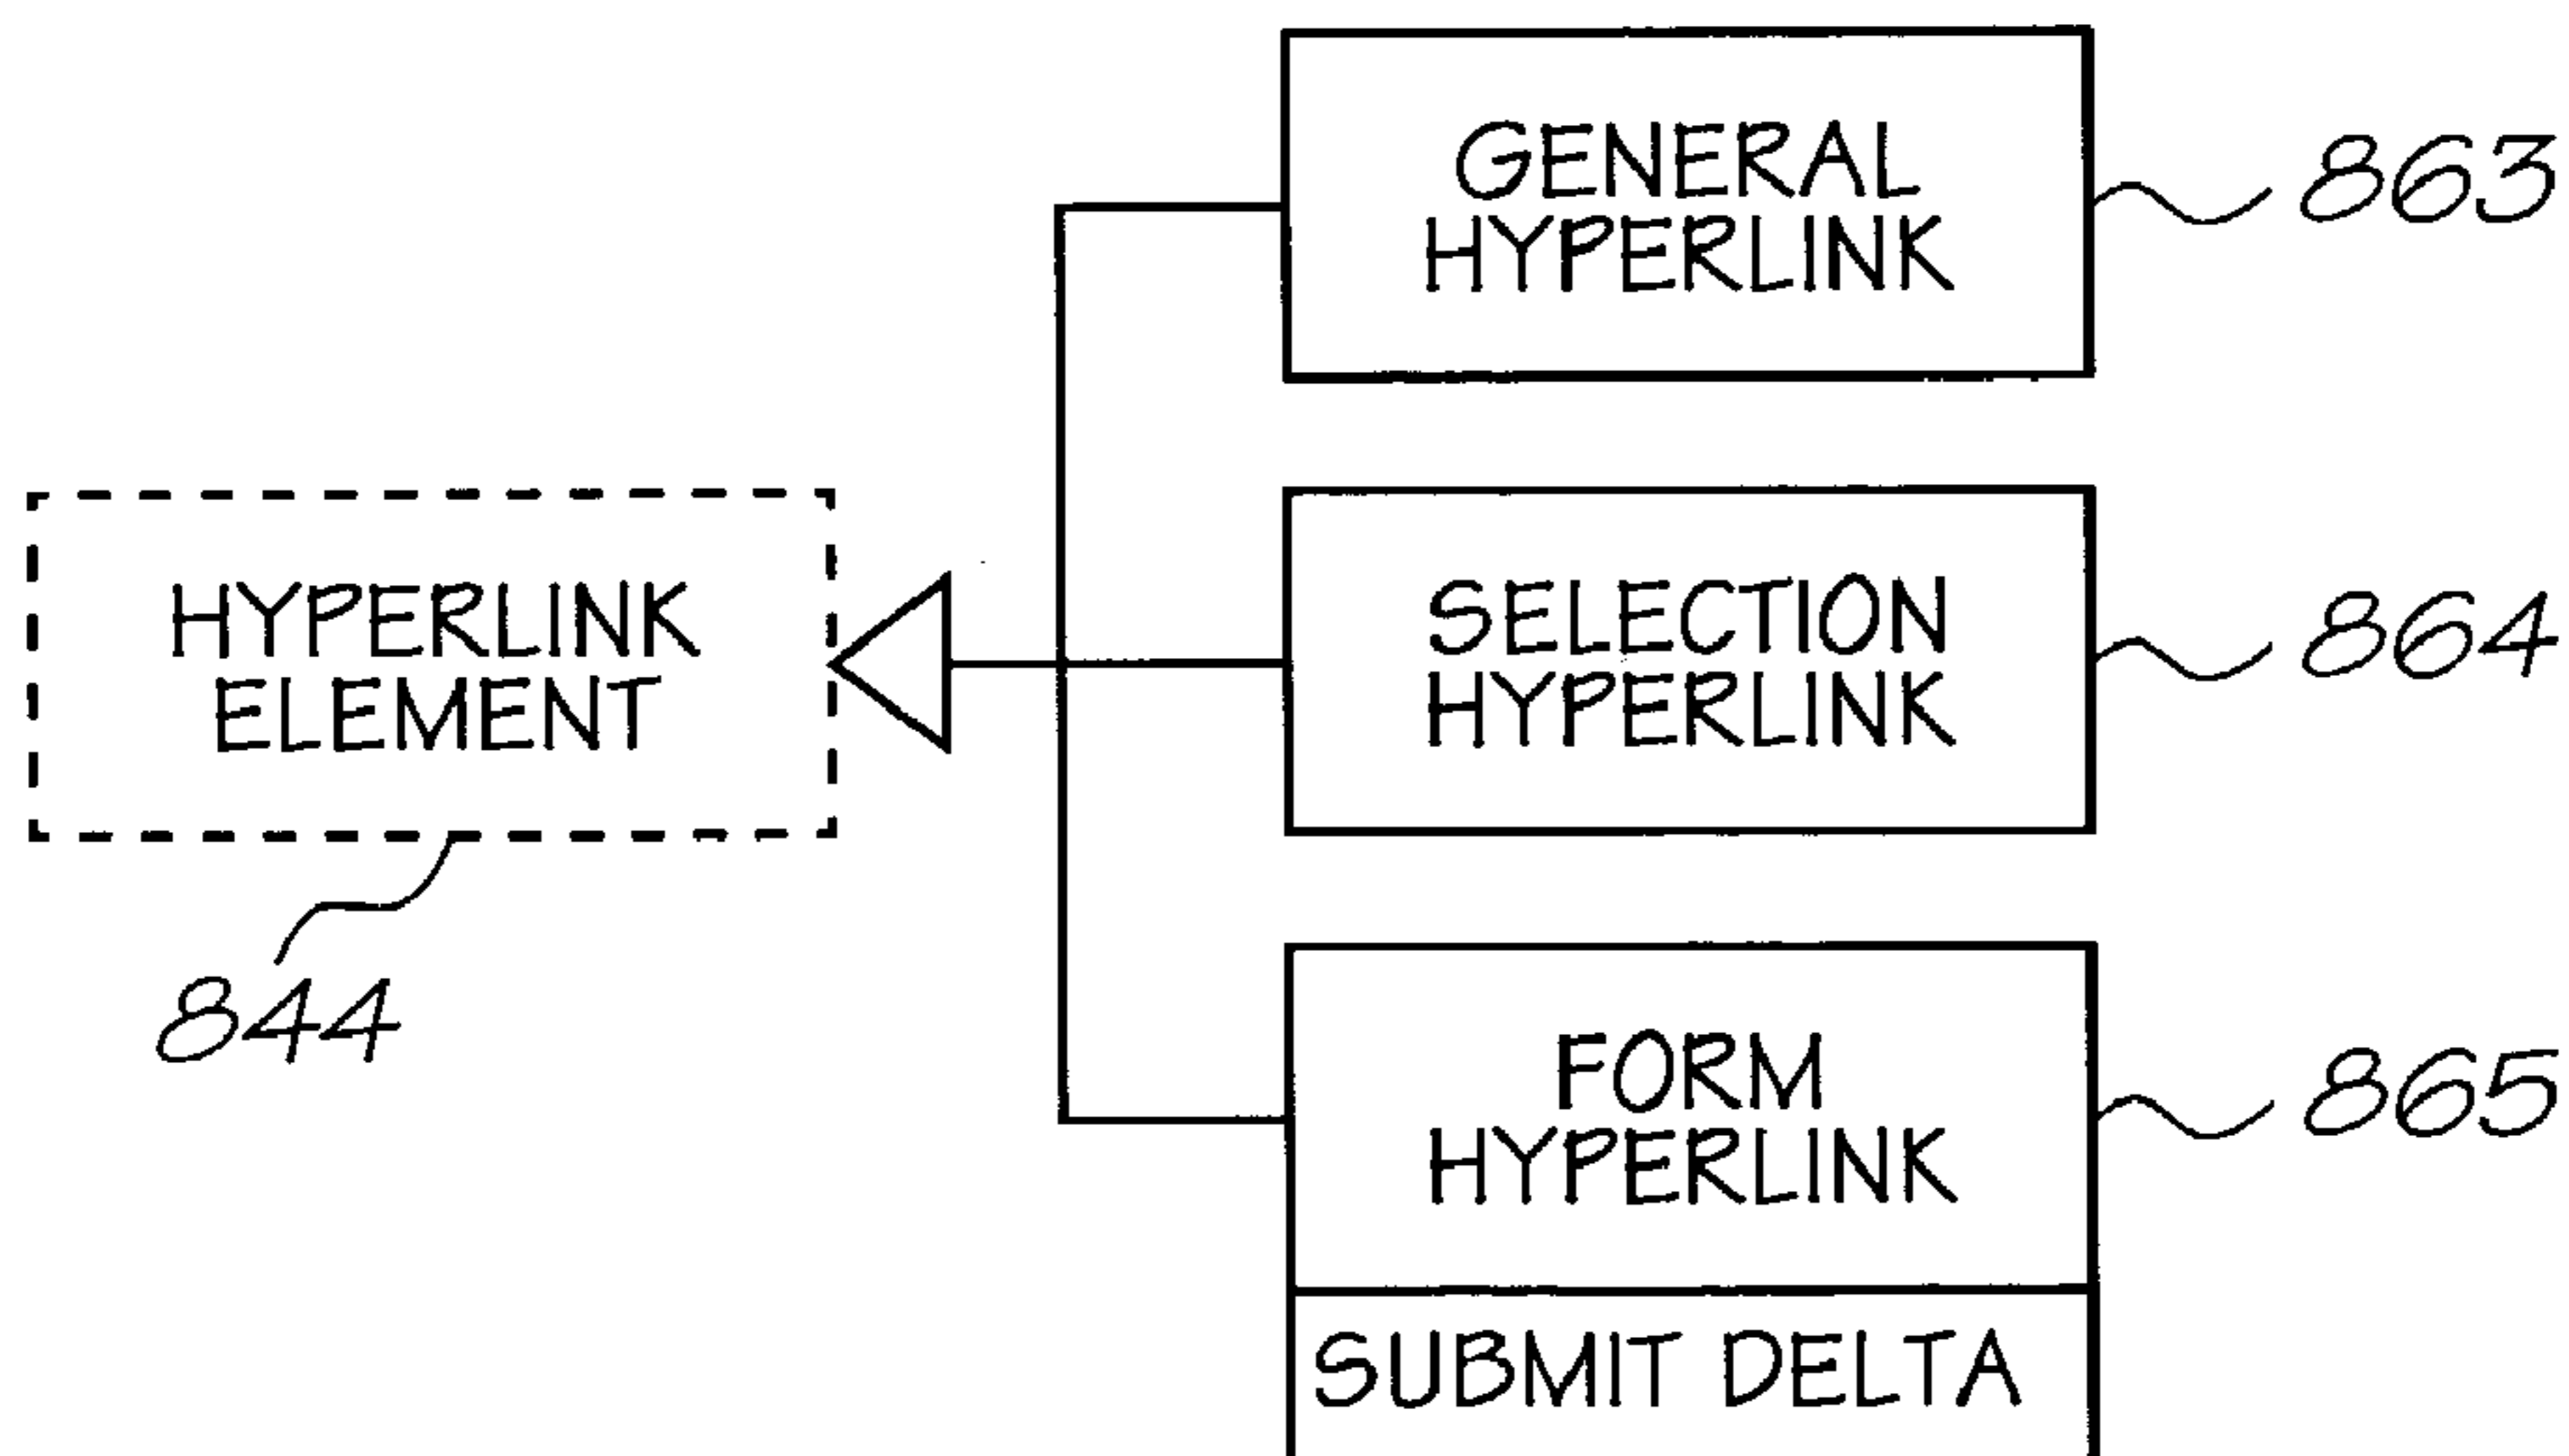 GENERAL
HYPERLINK
863
HYPERLINK
ELEMENT
844
SELECTION
HYPERLINK
864
FORM
HYPERLINK
865
SUBMIT DELTA